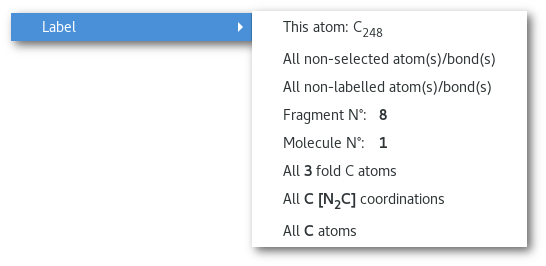 Label
This atom: C₂₄₈
All non-selected atom(s)/bond(s)
All non-labelled atom(s)/bond(s)
Fragment N°: 8
Molecule N°: 1
All 3 fold C atoms
All C [N₂C] coordinations
All C atoms